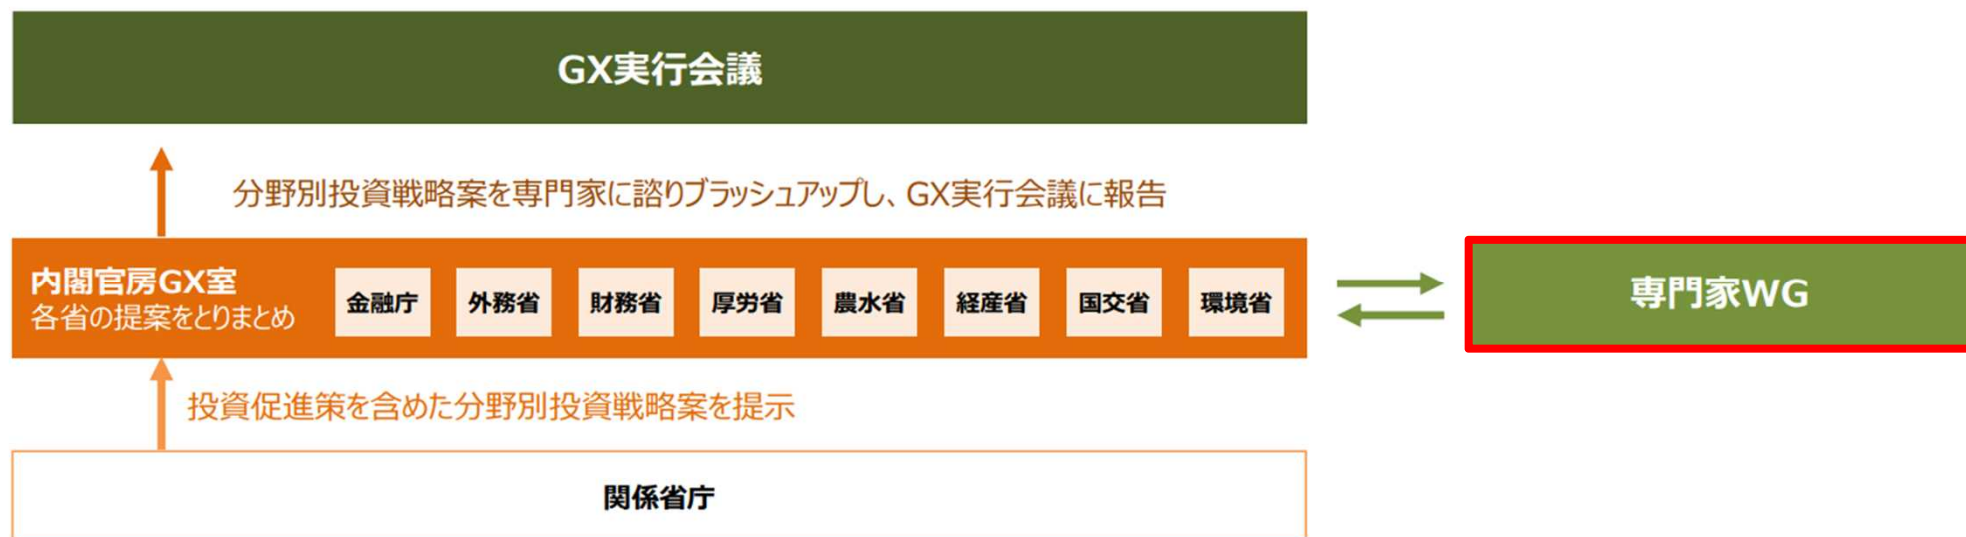 GX実行会議
分野別投資戦略案を専門家に諮りブラッシュアップし、GX実行会議に報告
内閣官房GX室
各省の提案をとりまとめ
金融庁
外務省
財務省
厚労省
農水省
経産省
国交省
環境省
専門家WG
投資促進策を含めた分野別投資戦略案を提示
関係省庁